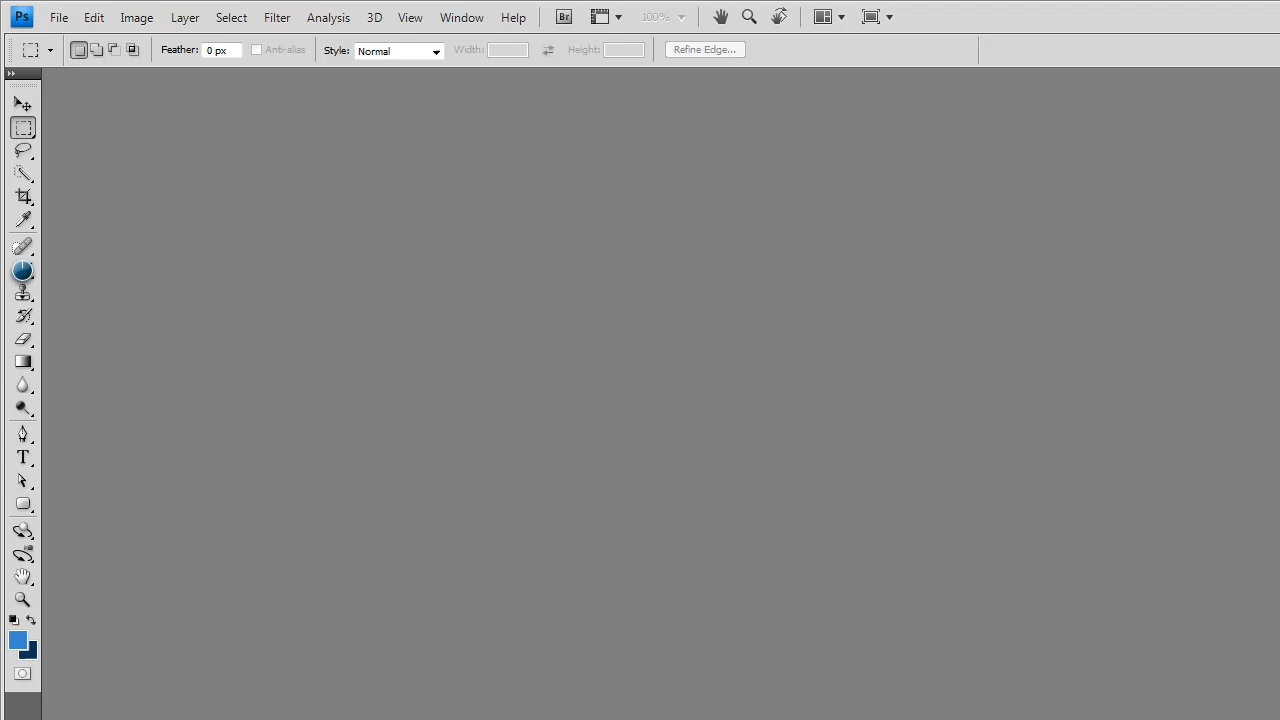 Ps File Edit Image Layer Select Filter Analysis 3D View Window Help Br 100%
Feather: 0 px Anti-alias Style: Normal Width: Height: Refine Edge...
T